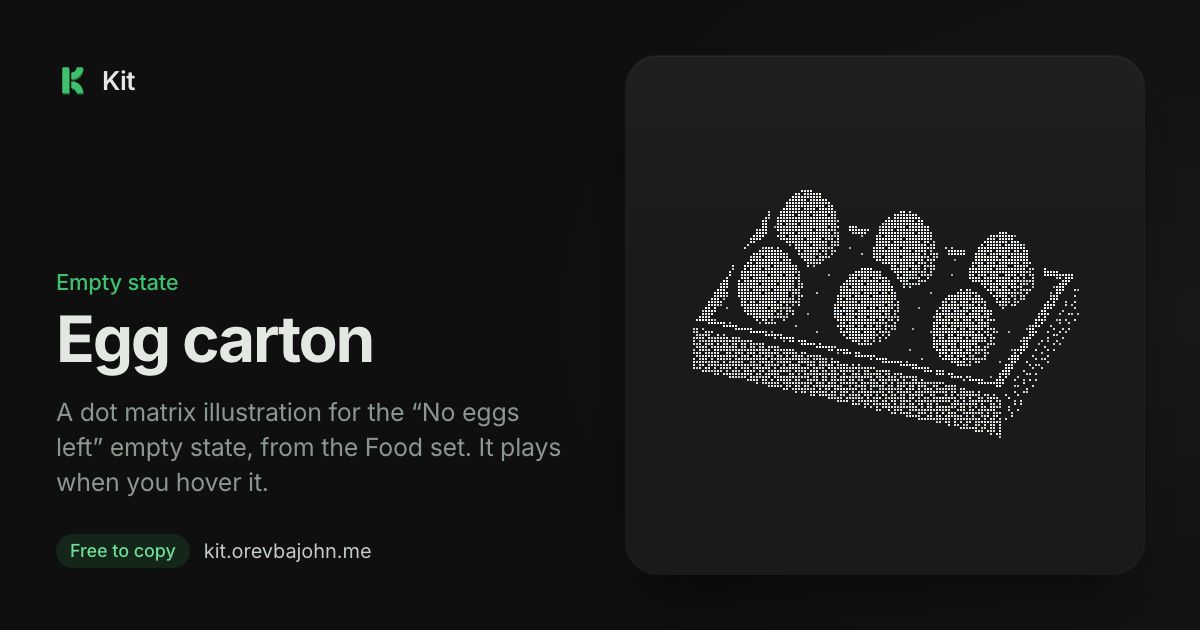 Kit
Empty state
Egg carton
A dot matrix illustration for the “No eggs
left” empty state, from the Food set. It plays
when you hover it.
Free to copy
kit.orevbajohn.me